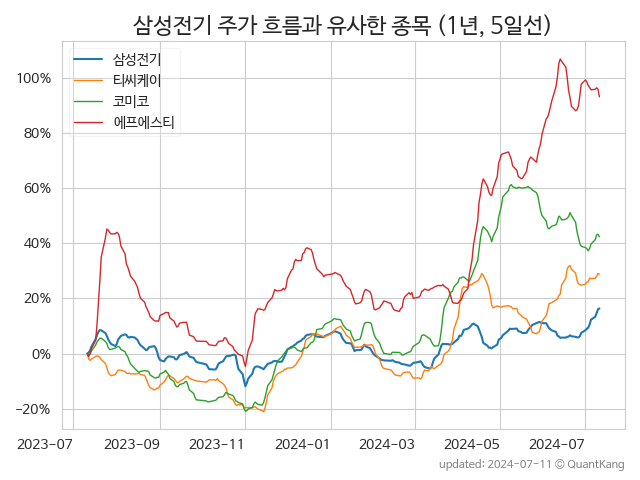 삼성전기 주가 흐름과 유사한 종목 (1년, 5일선)
삼성전기
티씨케이
코미코
에프에스티
100%
80%
60%
40%
20%
0%
−20%
2023-07
2023-09
2023-11
2024-01
2024-03
2024-05
2024-07
updated: 2024-07-11 © QuantKang